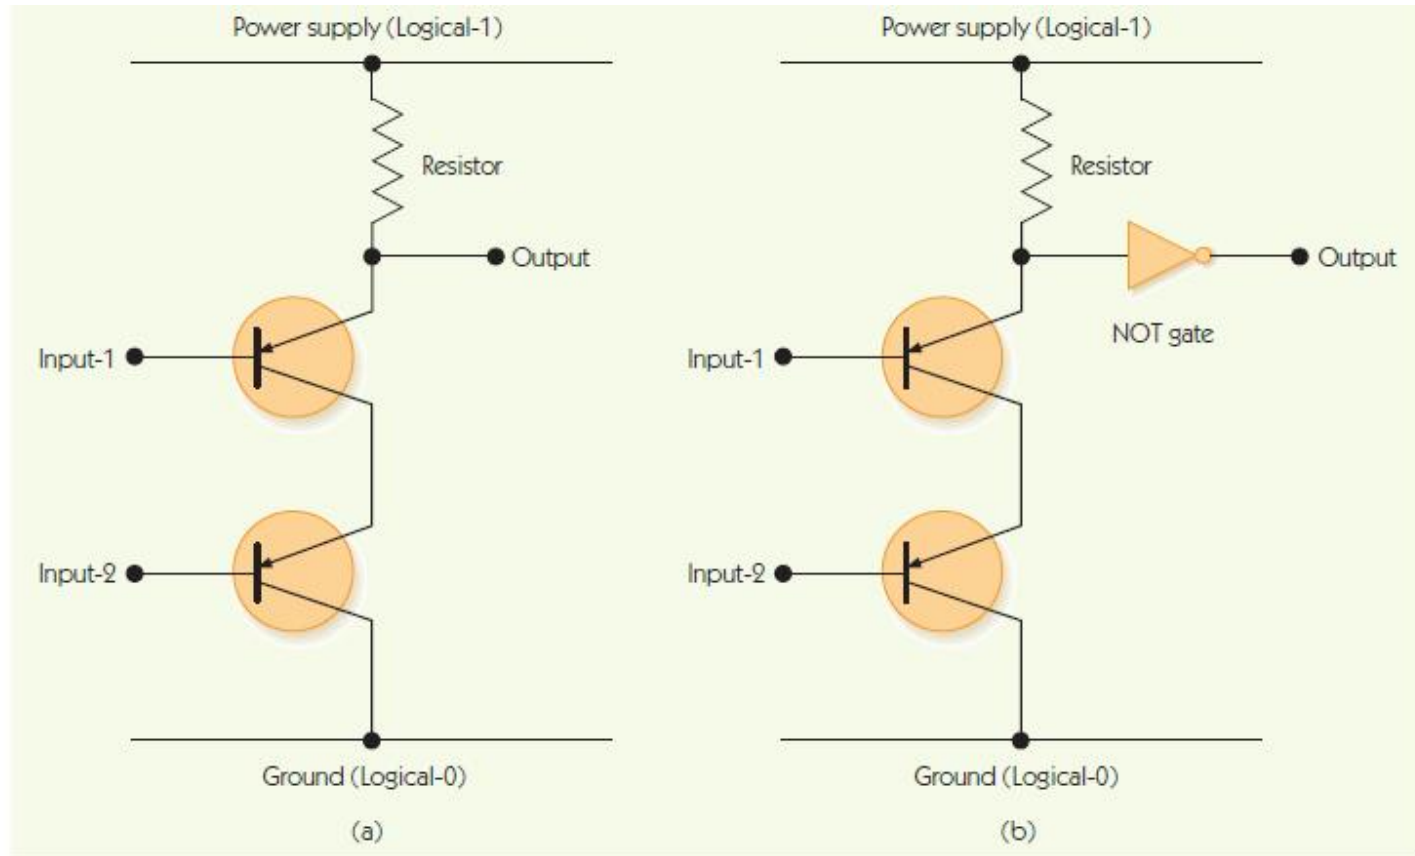 Power supply (Logical-1)
Resistor
Output
Input-1
Input-2
Ground (Logical-0)
(a)
Power supply (Logical-1)
Resistor
Output
NOT gate
Input-1
Input-2
Ground (Logical-0)
(b)